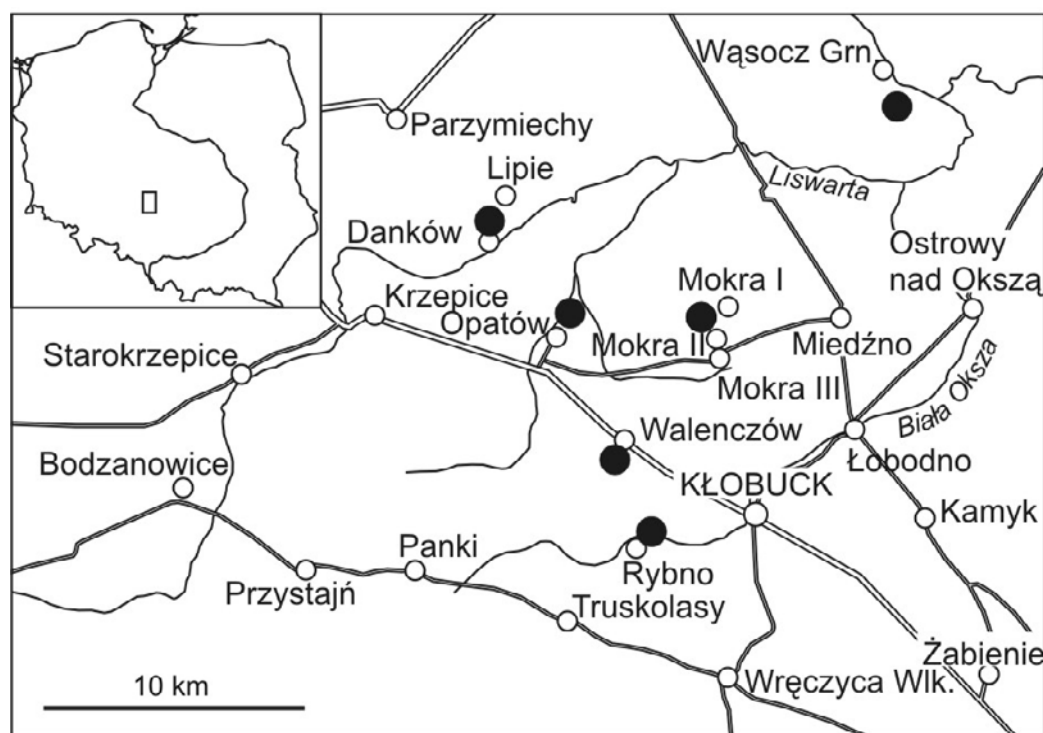 Wąsocz Grn
Parzymiechy
Lipie
Liswarta
Danków
Ostrowy
nad Okszą
Mokra I
Krzepice
Opatów
Mokra II
Miedźno
Starokrzepice
Mokra III
Biała Oksza
Walenczów
Łobodno
Bodzanowice
KŁOBUCK
Kamyk
Panki
Rybno
Przystajń
Truskolasy
Żabienie
Wręczyca Wlk.
10 km